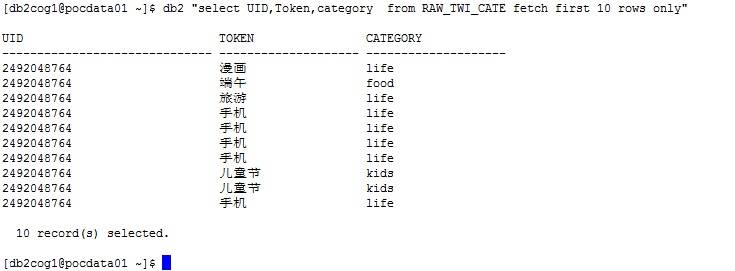 [db2cog1@pocdata01 ~]$ db2 "select UID,Token,category  from RAW_TWI_CATE fetch first 10 rows only"
UID TOKEN CATEGORY
------------------------------ -------------------- --------------------
2492048764 漫画 life
2492048764 端午 food
2492048764 旅游 life
2492048764 手机 life
2492048764 手机 life
2492048764 手机 life
2492048764 手机 life
2492048764 儿童节 kids
2492048764 儿童节 kids
2492048764 手机 life
10 record(s) selected.
[db2cog1@pocdata01 ~]$